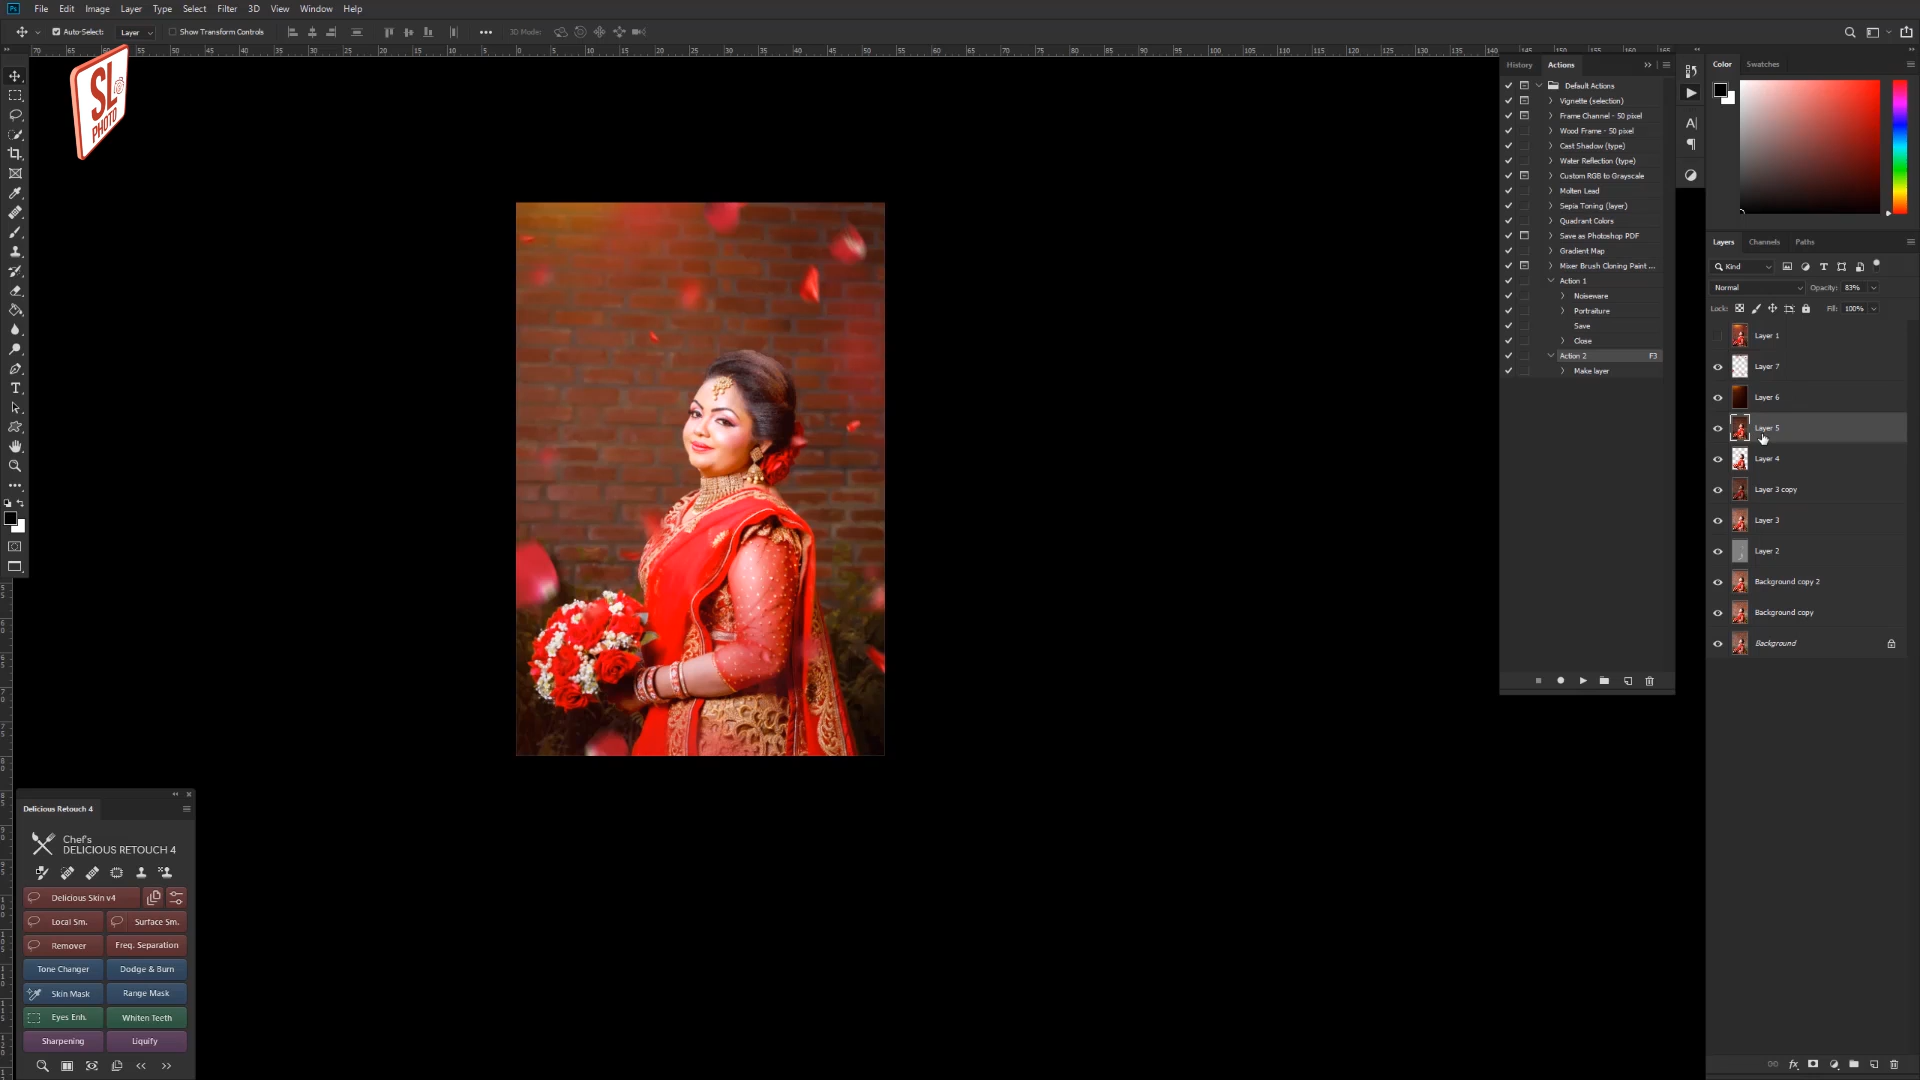 Ps File Edit Image Layer Type Select Filter 3D View Window Help
Auto-Select: Layer Show Transform Controls 3D Mode:
SL
PHOTO
History Actions
Default Actions
Vignette (selection)
Frame Channel - 50 pixel
Wood Frame - 50 pixel
Cast Shadow (type)
Water Reflection (type)
Custom RGB to Grayscale
Molten Lead
Sepia Toning (layer)
Quadrant Colors
Save as Photoshop PDF
Gradient Map
Mixer Brush Cloning Paint ...
Action 1
Noiseware
Portraiture
Save
Close
Action 2 F3
Make layer
Color Swatches
Layers Channels Paths
Kind
Normal Opacity: 83%
Lock: Fill: 100%
Layer 1
Layer 7
Layer 6
Layer 5
Layer 4
Layer 3 copy
Layer 3
Layer 2
Background copy 2
Background copy
Background
Delicious Retouch 4
Chef's
DELICIOUS RETOUCH 4
Delicious Skin v4
Local Sm. Surface Sm.
Remover Freq. Separation
Tone Changer Dodge & Burn
Skin Mask Range Mask
Eyes Enh. Whiten Teeth
Sharpening Liquify